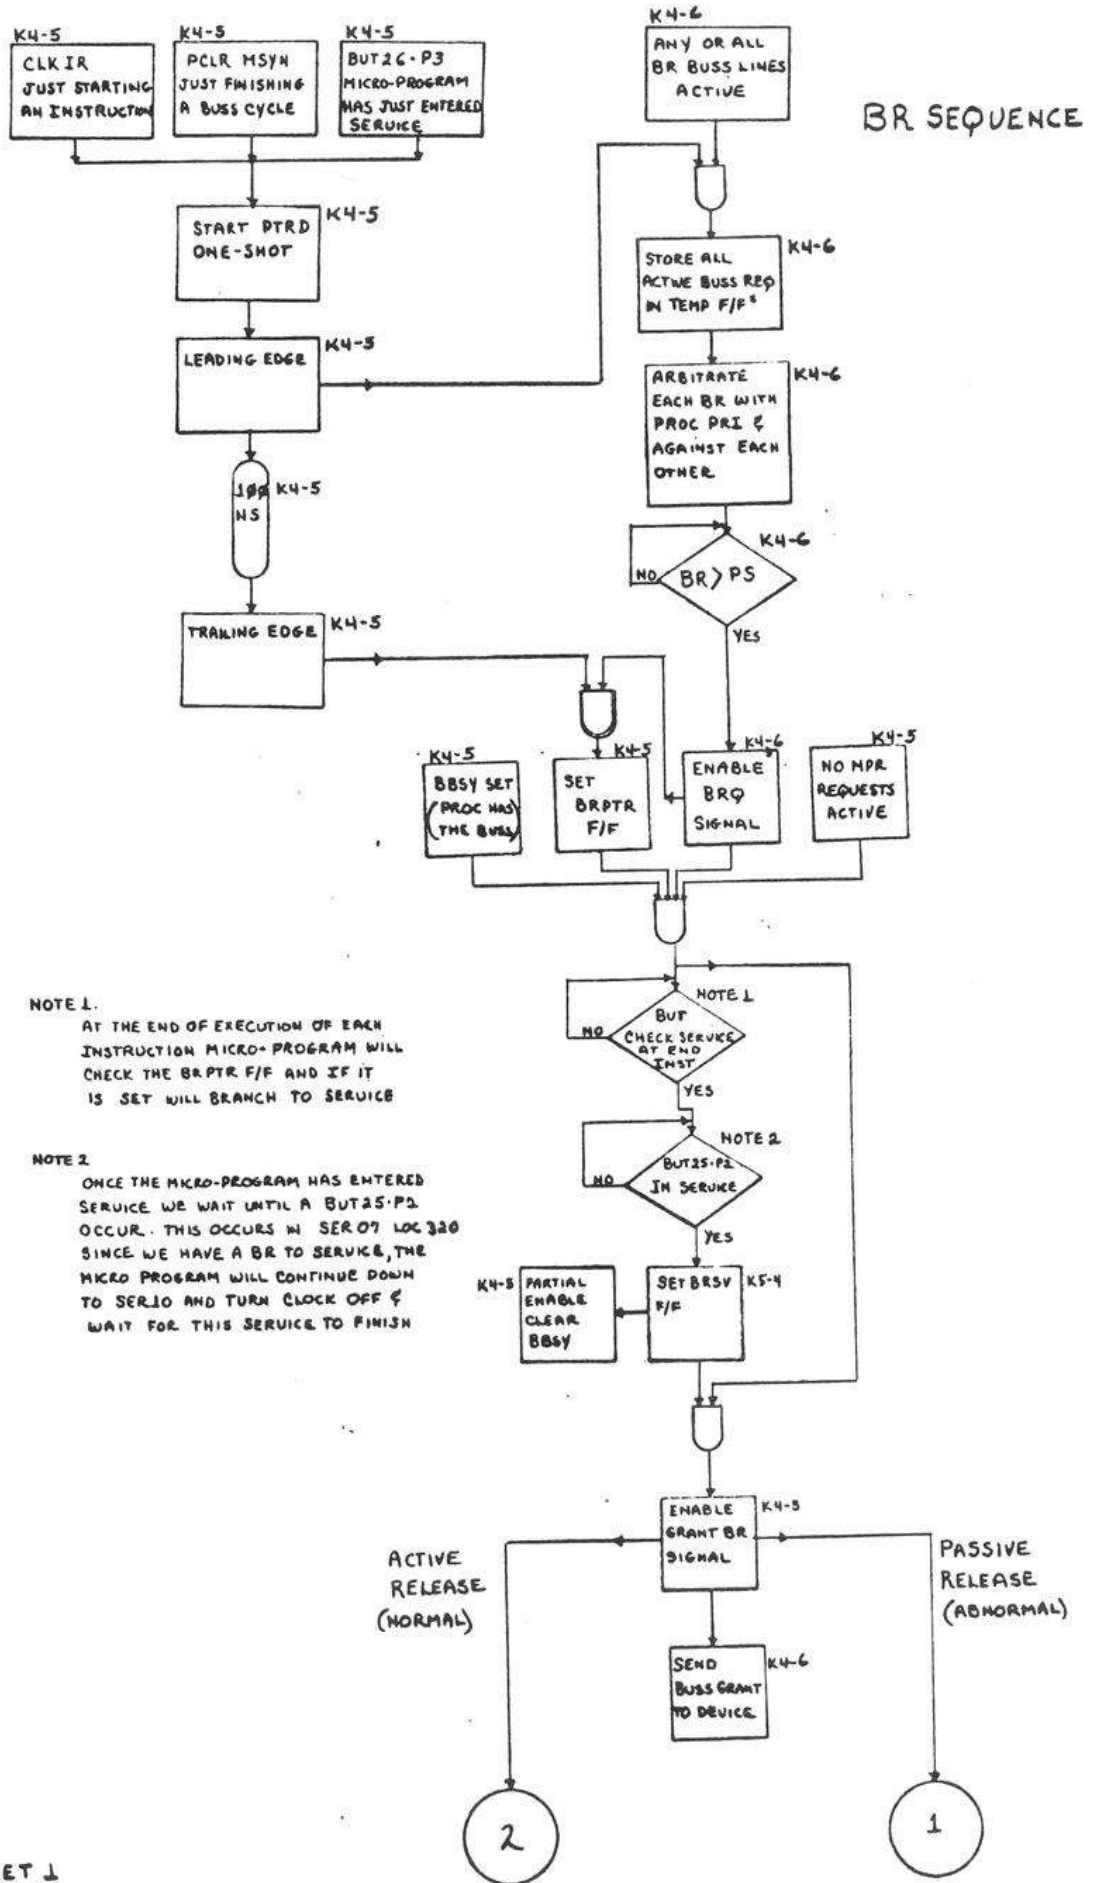 K4-5
CLK IR
JUST STARTING
AN INSTRUCTION
K4-5
PCLR MSYN
JUST FINISHING
A BUSS CYCLE
K4-5
BUT26·P3
MICRO-PROGRAM
HAS JUST ENTERED
SERVICE
K4-6
ANY OR ALL
BR BUSS LINES
ACTIVE
BR SEQUENCE
K4-5
START PTRD
ONE-SHOT
K4-6
STORE ALL
ACTIVE BUSS REQ
IN TEMP F/Fs
K4-5
LEADING EDGE
K4-6
ARBITRATE
EACH BR WITH
PROC PRI &
AGAINST EACH
OTHER
1ØØ K4-5
NS
K4-6
BR > PS
NO
YES
K4-5
TRAILING EDGE
K4-5
BBSY SET
(PROC HAS
THE BUSS)
K4-5
SET
BRPTR
F/F
K4-6
ENABLE
BRQ
SIGNAL
K4-5
NO NPR
REQUESTS
ACTIVE
NOTE 1
BUT
CHECK SERVICE
AT END
INST
NO
YES
NOTE 1.
AT THE END OF EXECUTION OF EACH
INSTRUCTION MICRO-PROGRAM WILL
CHECK THE BRPTR F/F AND IF IT
IS SET WILL BRANCH TO SERVICE
NOTE 2
BUT25·P1
IN SERVICE
NO
YES
NOTE 2
ONCE THE MICRO-PROGRAM HAS ENTERED
SERVICE WE WAIT UNTIL A BUT25·P1
OCCUR. THIS OCCURS IN SER07 LOC 320
SINCE WE HAVE A BR TO SERVICE, THE
MICRO PROGRAM WILL CONTINUE DOWN
TO SER10 AND TURN CLOCK OFF &
WAIT FOR THIS SERVICE TO FINISH
K4-5
PARTIAL
ENABLE
CLEAR
BBSY
SET BRSV
F/F
K5-4
ENABLE
GRANT BR
SIGNAL
K4-5
ACTIVE
RELEASE
(NORMAL)
PASSIVE
RELEASE
(ABNORMAL)
SEND
BUSS GRANT
TO DEVICE
K4-6
2
1
ET 1